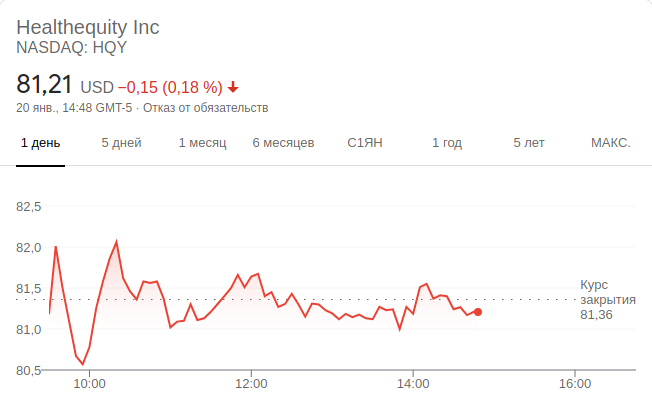 Healthequity Inc
NASDAQ: HQY
81,21 USD −0,15 (0,18 %)
20 янв., 14:48 GMT-5 · Отказ от обязательств
1 день 5 дней 1 месяц 6 месяцев С1ЯН 1 год 5 лет МАКС.
82,5
82,0
81,5
Курс
закрытия
81,36
81,0
80,5
10:00 12:00 14:00 16:00